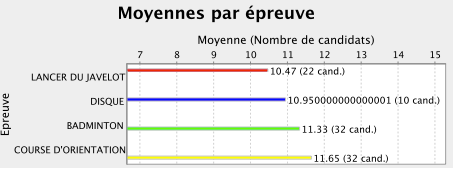 Moyennes par épreuve
Moyenne (Nombre de candidats)
7 8 9 10 11 12 13 14 15
Epreuve
LANCER DU JAVELOT 10.47 (22 cand.)
DISQUE 10.950000000000001 (10 cand.)
BADMINTON 11.33 (32 cand.)
COURSE D'ORIENTATION 11.65 (32 cand.)